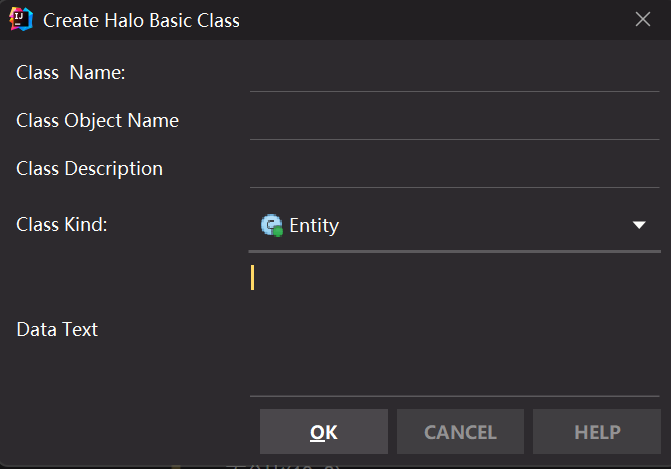 Create Halo Basic Class
Class  Name:
Class Object Name
Class Description
Class Kind:
Entity
Data Text
OK
CANCEL
HELP